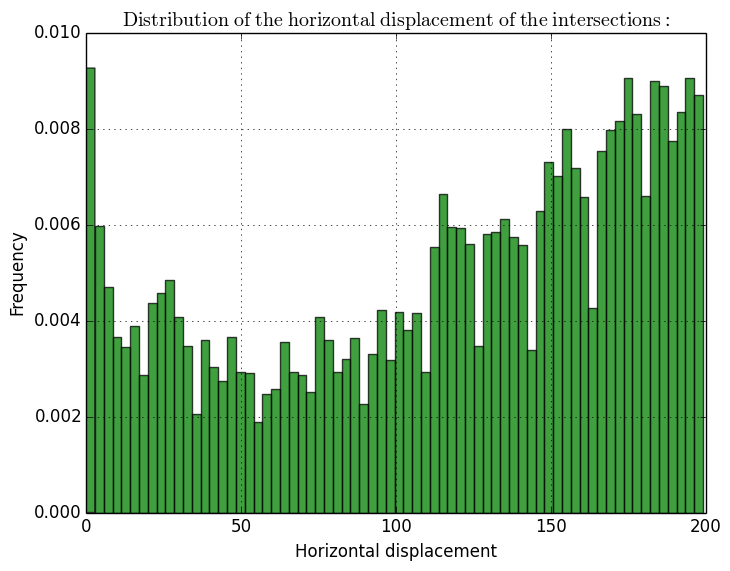 Distribution of the horizontal displacement of the intersections :
0.010
0.008
0.006
0.004
0.002
0.000
Frequency
0 50 100 150 200
Horizontal displacement